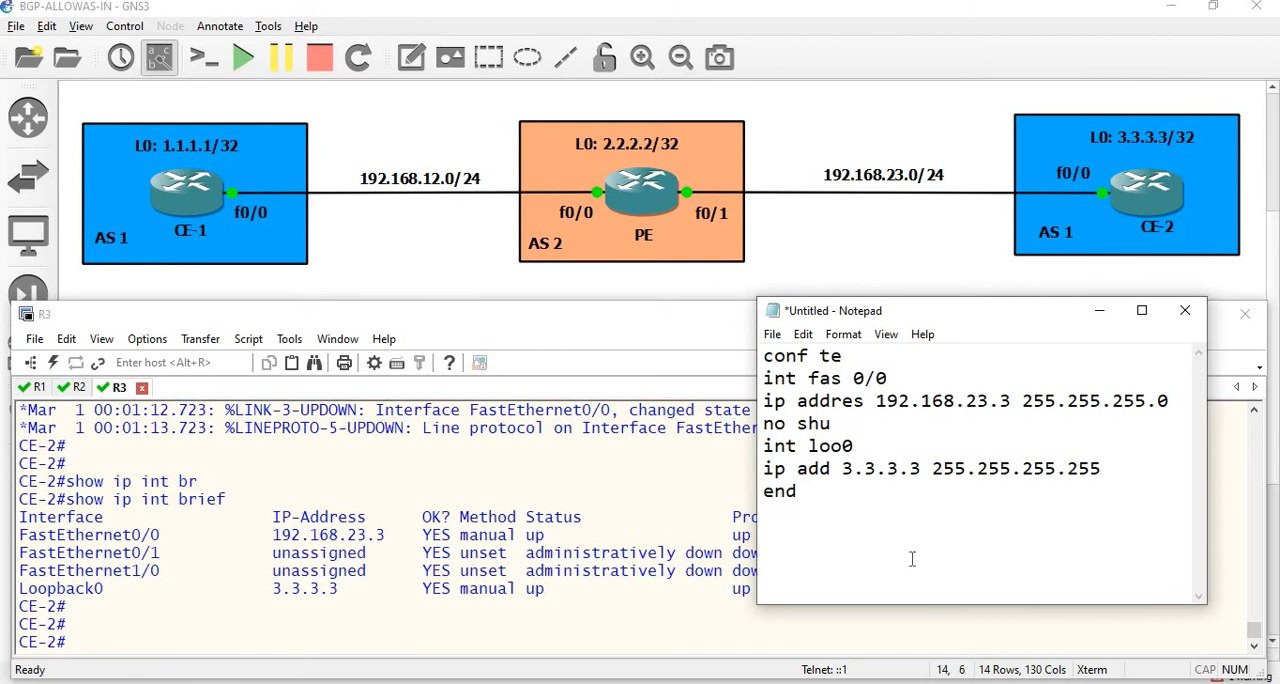 BGP-ALLOWAS-IN - GNS3
File Edit View Control Node Annotate Tools Help
L0: 1.1.1.1/32
L0: 2.2.2.2/32
L0: 3.3.3.3/32
192.168.12.0/24
192.168.23.0/24
f0/0
f0/0
f0/1
f0/0
AS 1
CE-1
AS 2
PE
AS 1
CE-2
R3
File Edit View Options Transfer Script Tools Window Help
Enter host <Alt+R>
R1 R2 R3
*Mar  1 00:01:12.723: %LINK-3-UPDOWN: Interface FastEthernet0/0, changed state
*Mar  1 00:01:13.723: %LINEPROTO-5-UPDOWN: Line protocol on Interface FastEther
CE-2#
CE-2#
CE-2#show ip int br
CE-2#show ip int brief
Interface IP-Address OK? Method Status Pro
FastEthernet0/0 192.168.23.3 YES manual up up
FastEthernet0/1 unassigned YES unset administratively down dow
FastEthernet1/0 unassigned YES unset administratively down dow
Loopback0 3.3.3.3 YES manual up up
CE-2#
CE-2#
CE-2#
Ready Telnet: ::1 14, 6 14 Rows, 130 Cols Xterm CAP NUM
*Untitled - Notepad
File Edit Format View Help
conf te
int fas 0/0
ip addres 192.168.23.3 255.255.255.0
no shu
int loo0
ip add 3.3.3.3 255.255.255.255
end